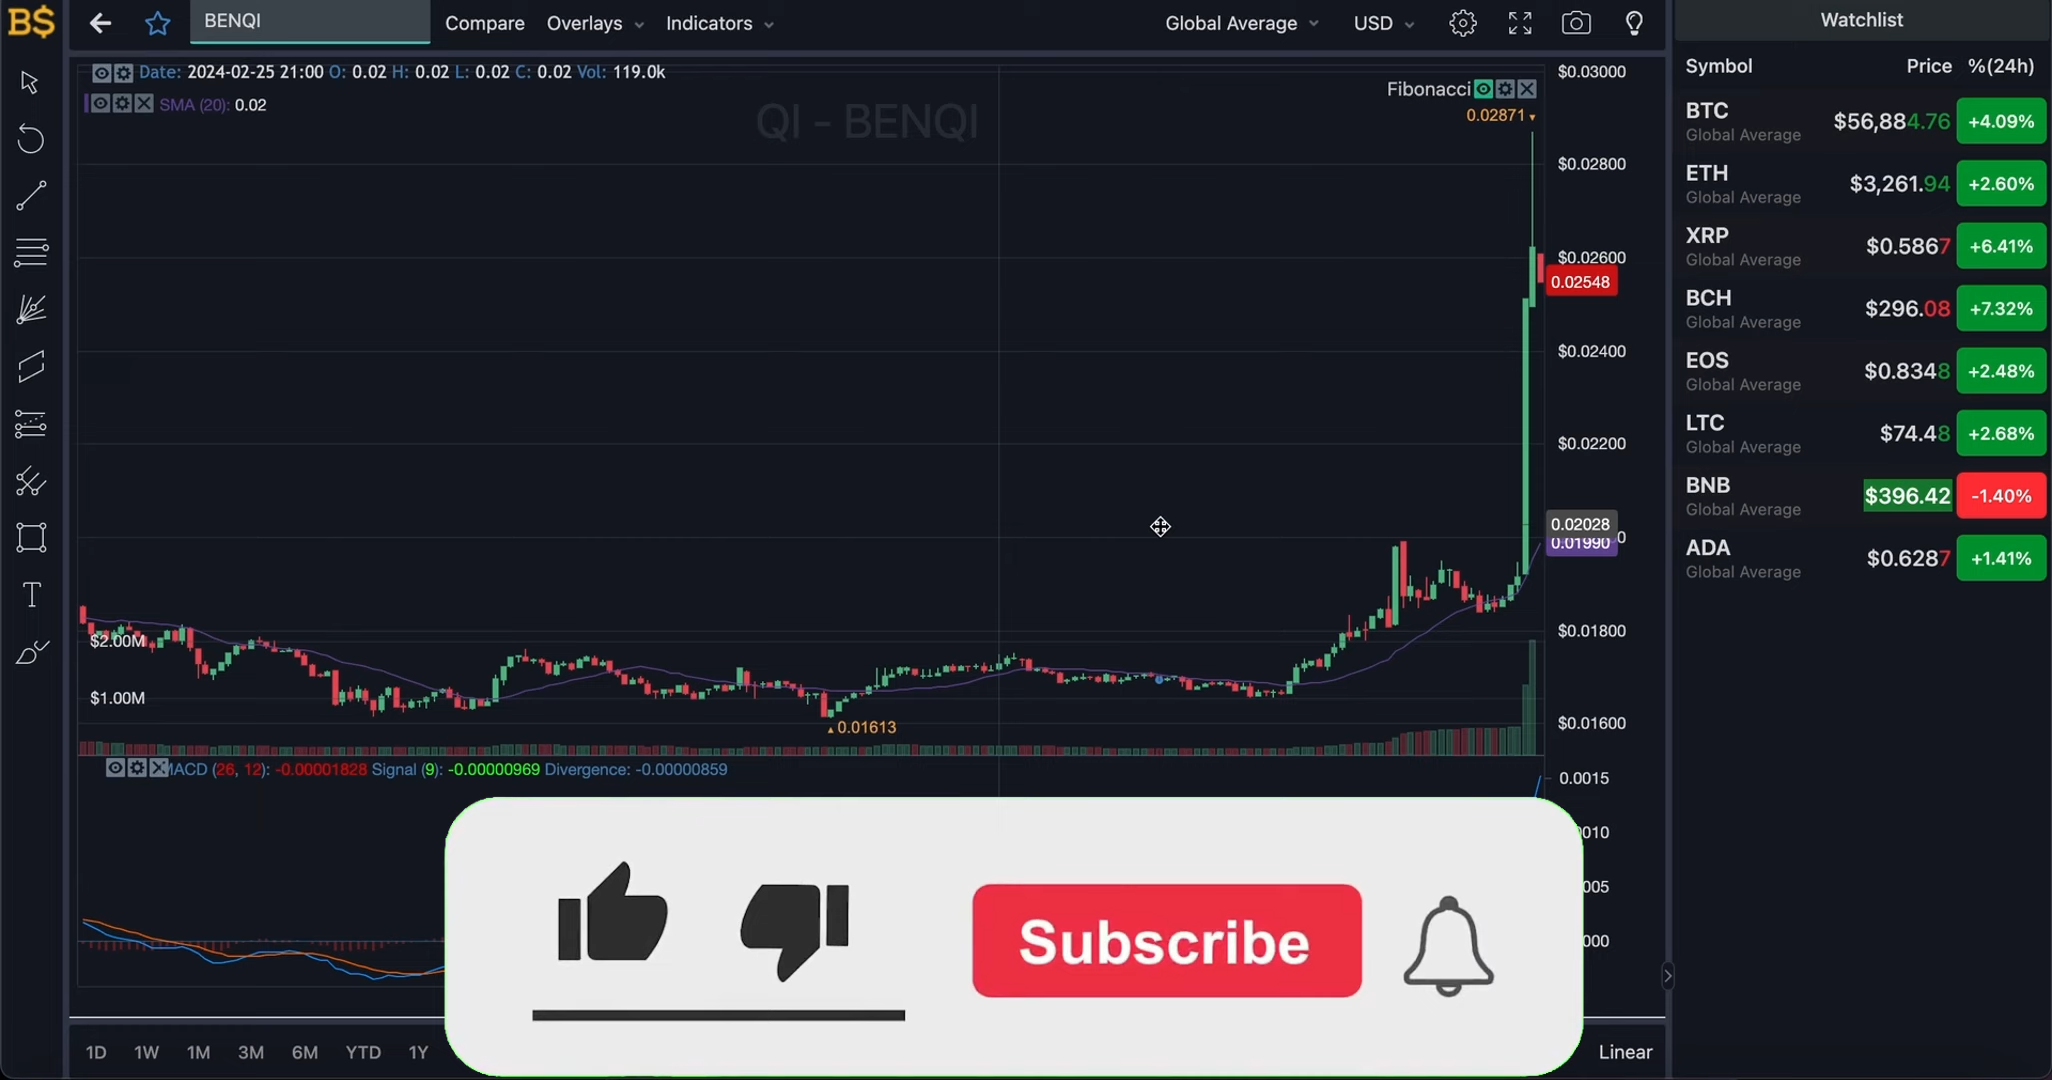 B$
BENQI
Compare
Overlays
Indicators
Global Average
USD
Watchlist
Date: 2024-02-25 21:00 O: 0.02 H: 0.02 L: 0.02 C: 0.02 Vol: 119.0k
SMA (20): 0.02
QI - BENQI
Fibonacci
0.02871
$0.03000
$0.02800
$0.02600
0.02548
$0.02400
$0.02200
0.02028
0.01990
$0.01800
$0.01600
$2.00M
$1.00M
0.01613
MACD (26, 12): -0.00001828 Signal (9): -0.00000969 Divergence: -0.00000859
0.0015
010
005
000
Subscribe
1D 1W 1M 3M 6M YTD 1Y
Linear
Symbol Price %(24h)
BTC $56,884.76 +4.09%
Global Average
ETH $3,261.94 +2.60%
Global Average
XRP $0.5867 +6.41%
Global Average
BCH $296.08 +7.32%
Global Average
EOS $0.8348 +2.48%
Global Average
LTC $74.48 +2.68%
Global Average
BNB $396.42 -1.40%
Global Average
ADA $0.6287 +1.41%
Global Average